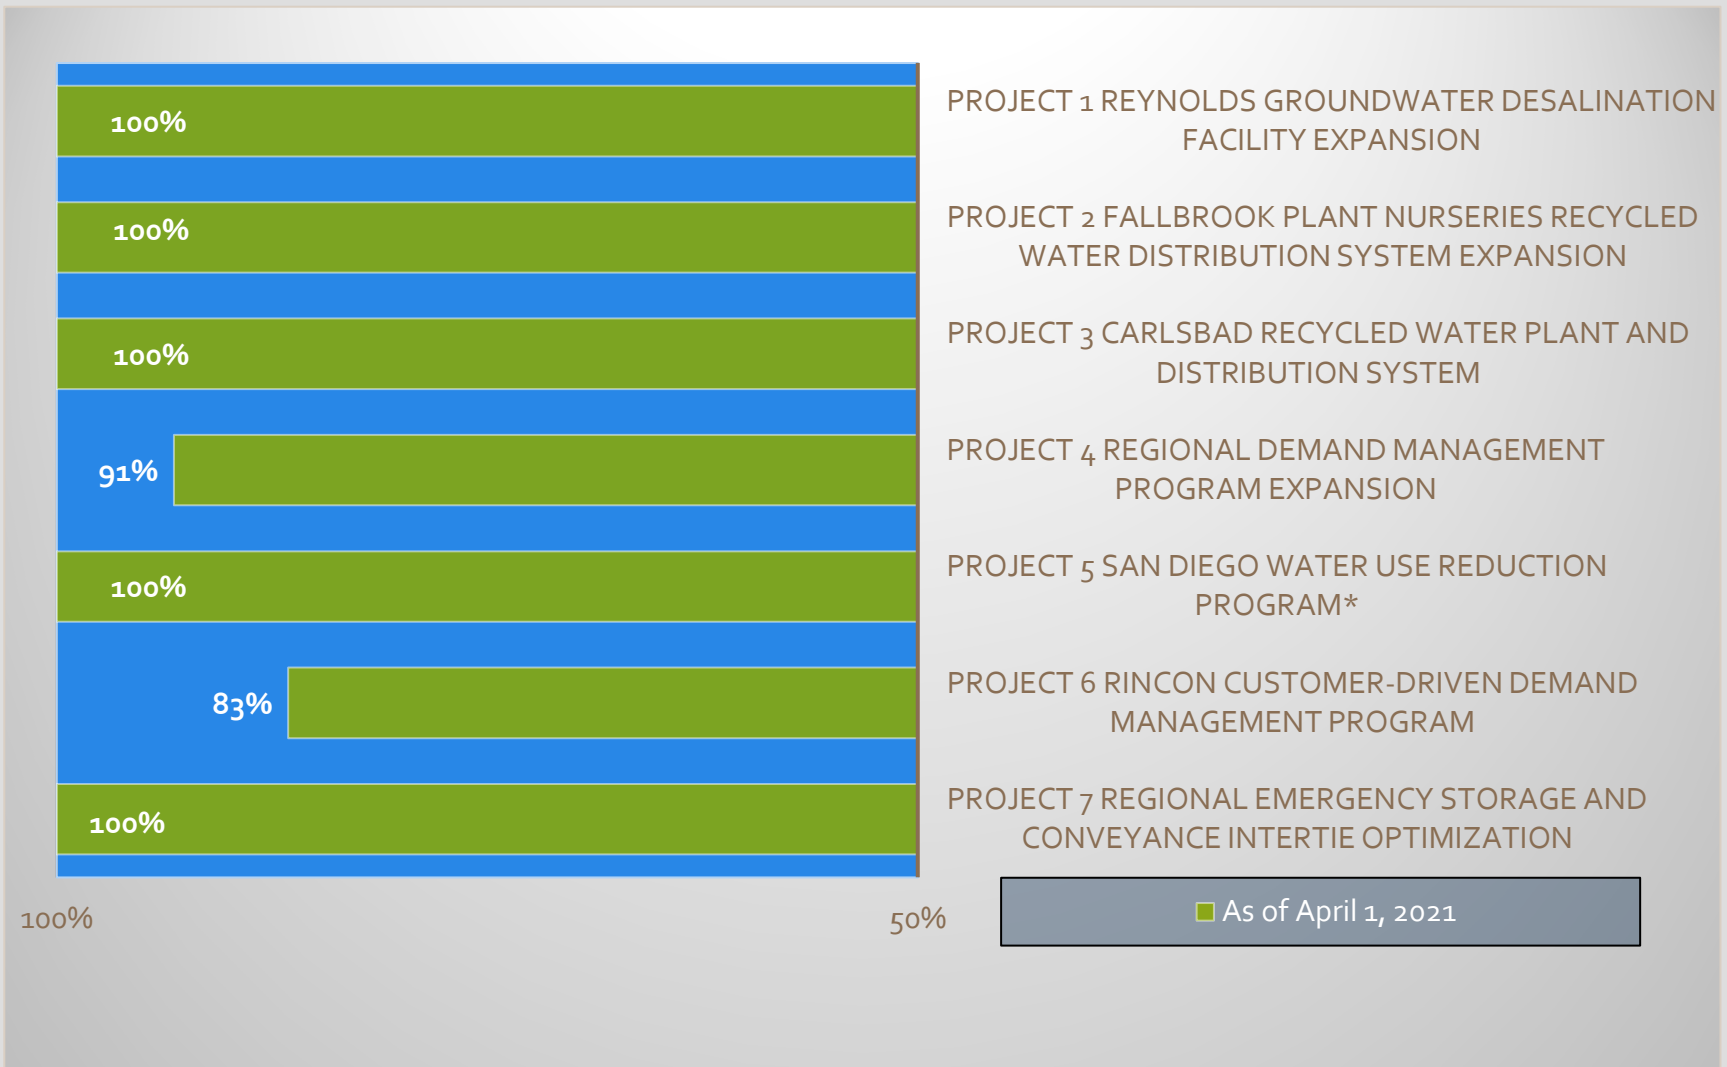 100%
PROJECT 1 REYNOLDS GROUNDWATER DESALINATION
FACILITY EXPANSION
100%
PROJECT 2 FALLBROOK PLANT NURSERIES RECYCLED
WATER DISTRIBUTION SYSTEM EXPANSION
100%
PROJECT 3 CARLSBAD RECYCLED WATER PLANT AND
DISTRIBUTION SYSTEM
91%
PROJECT 4 REGIONAL DEMAND MANAGEMENT
PROGRAM EXPANSION
100%
PROJECT 5 SAN DIEGO WATER USE REDUCTION
PROGRAM*
83%
PROJECT 6 RINCON CUSTOMER-DRIVEN DEMAND
MANAGEMENT PROGRAM
100%
PROJECT 7 REGIONAL EMERGENCY STORAGE AND
CONVEYANCE INTERTIE OPTIMIZATION
100%
50%
As of April 1, 2021